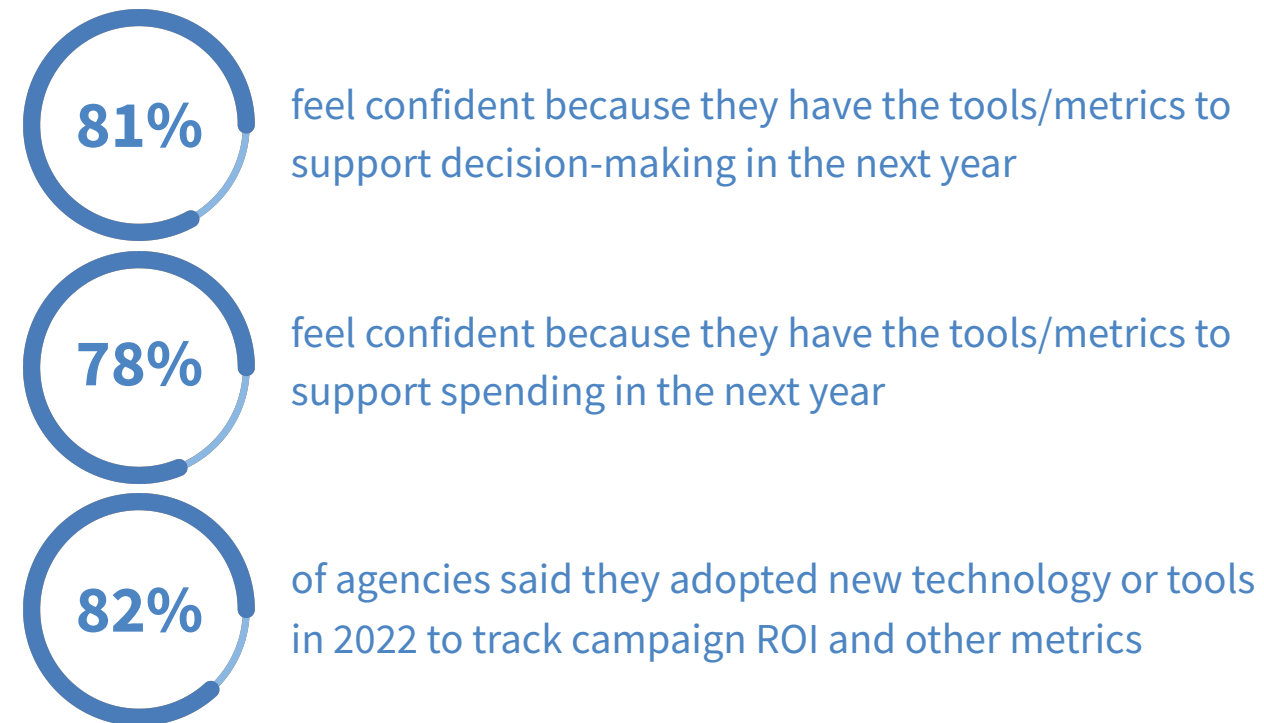 81%
feel confident because they have the tools/metrics to
support decision-making in the next year
78%
feel confident because they have the tools/metrics to
support spending in the next year
82%
of agencies said they adopted new technology or tools
in 2022 to track campaign ROI and other metrics